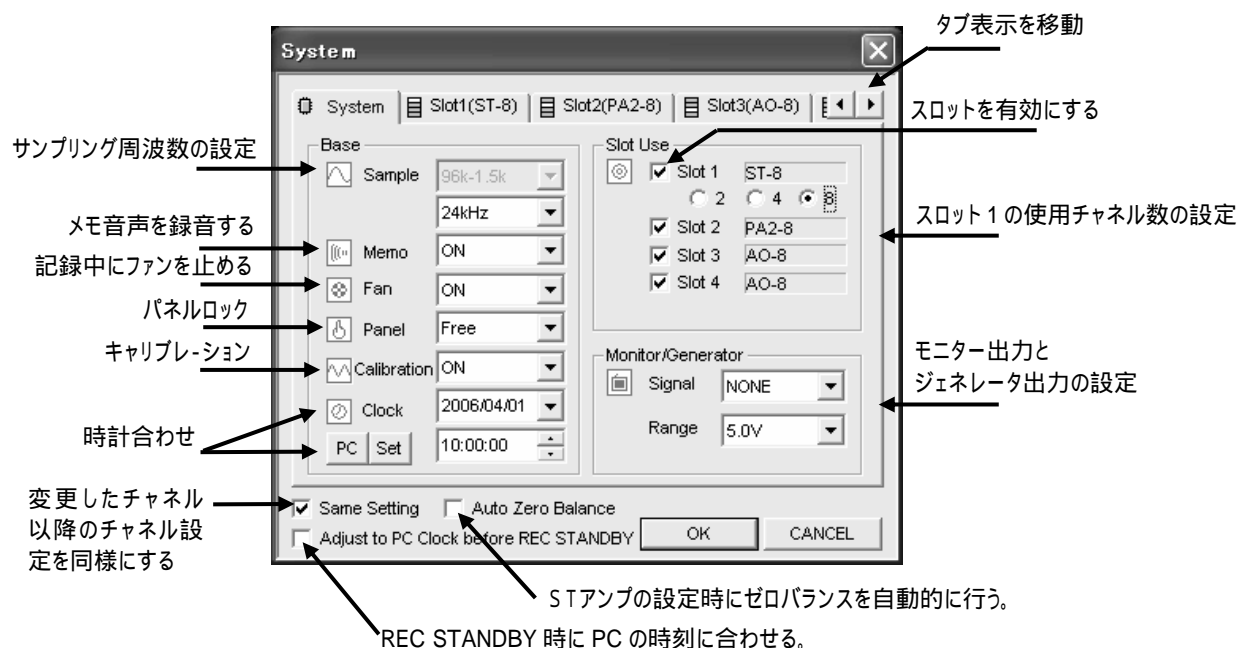 タブ表示を移動
System
System
Slot1(ST-8)
Slot2(PA2-8)
Slot3(AO-8)
スロットを有効にする
サンプリング周波数の設定
Base
Sample
96k-1.5k
24kHz
メモ音声を録音する
Memo
ON
記録中にファンを止める
Fan
ON
パネルロック
Panel
Free
キャリブレ-ション
Calibration
ON
Clock
2006/04/01
時計合わせ
PC
Set
10:00:00
Slot Use
Slot 1
ST-8
2
4
8
Slot 2
PA2-8
Slot 3
AO-8
Slot 4
AO-8
スロット1の使用チャネル数の設定
Monitor/Generator
Signal
NONE
Range
5.0V
モニター出力と
ジェネレータ出力の設定
変更したチャネル
以降のチャネル設
定を同様にする
Same Setting
Auto Zero Balance
Adjust to PC Clock before REC STANDBY
OK
CANCEL
STアンプの設定時にゼロバランスを自動的に行う。
REC STANDBY 時に PC の時刻に合わせる。